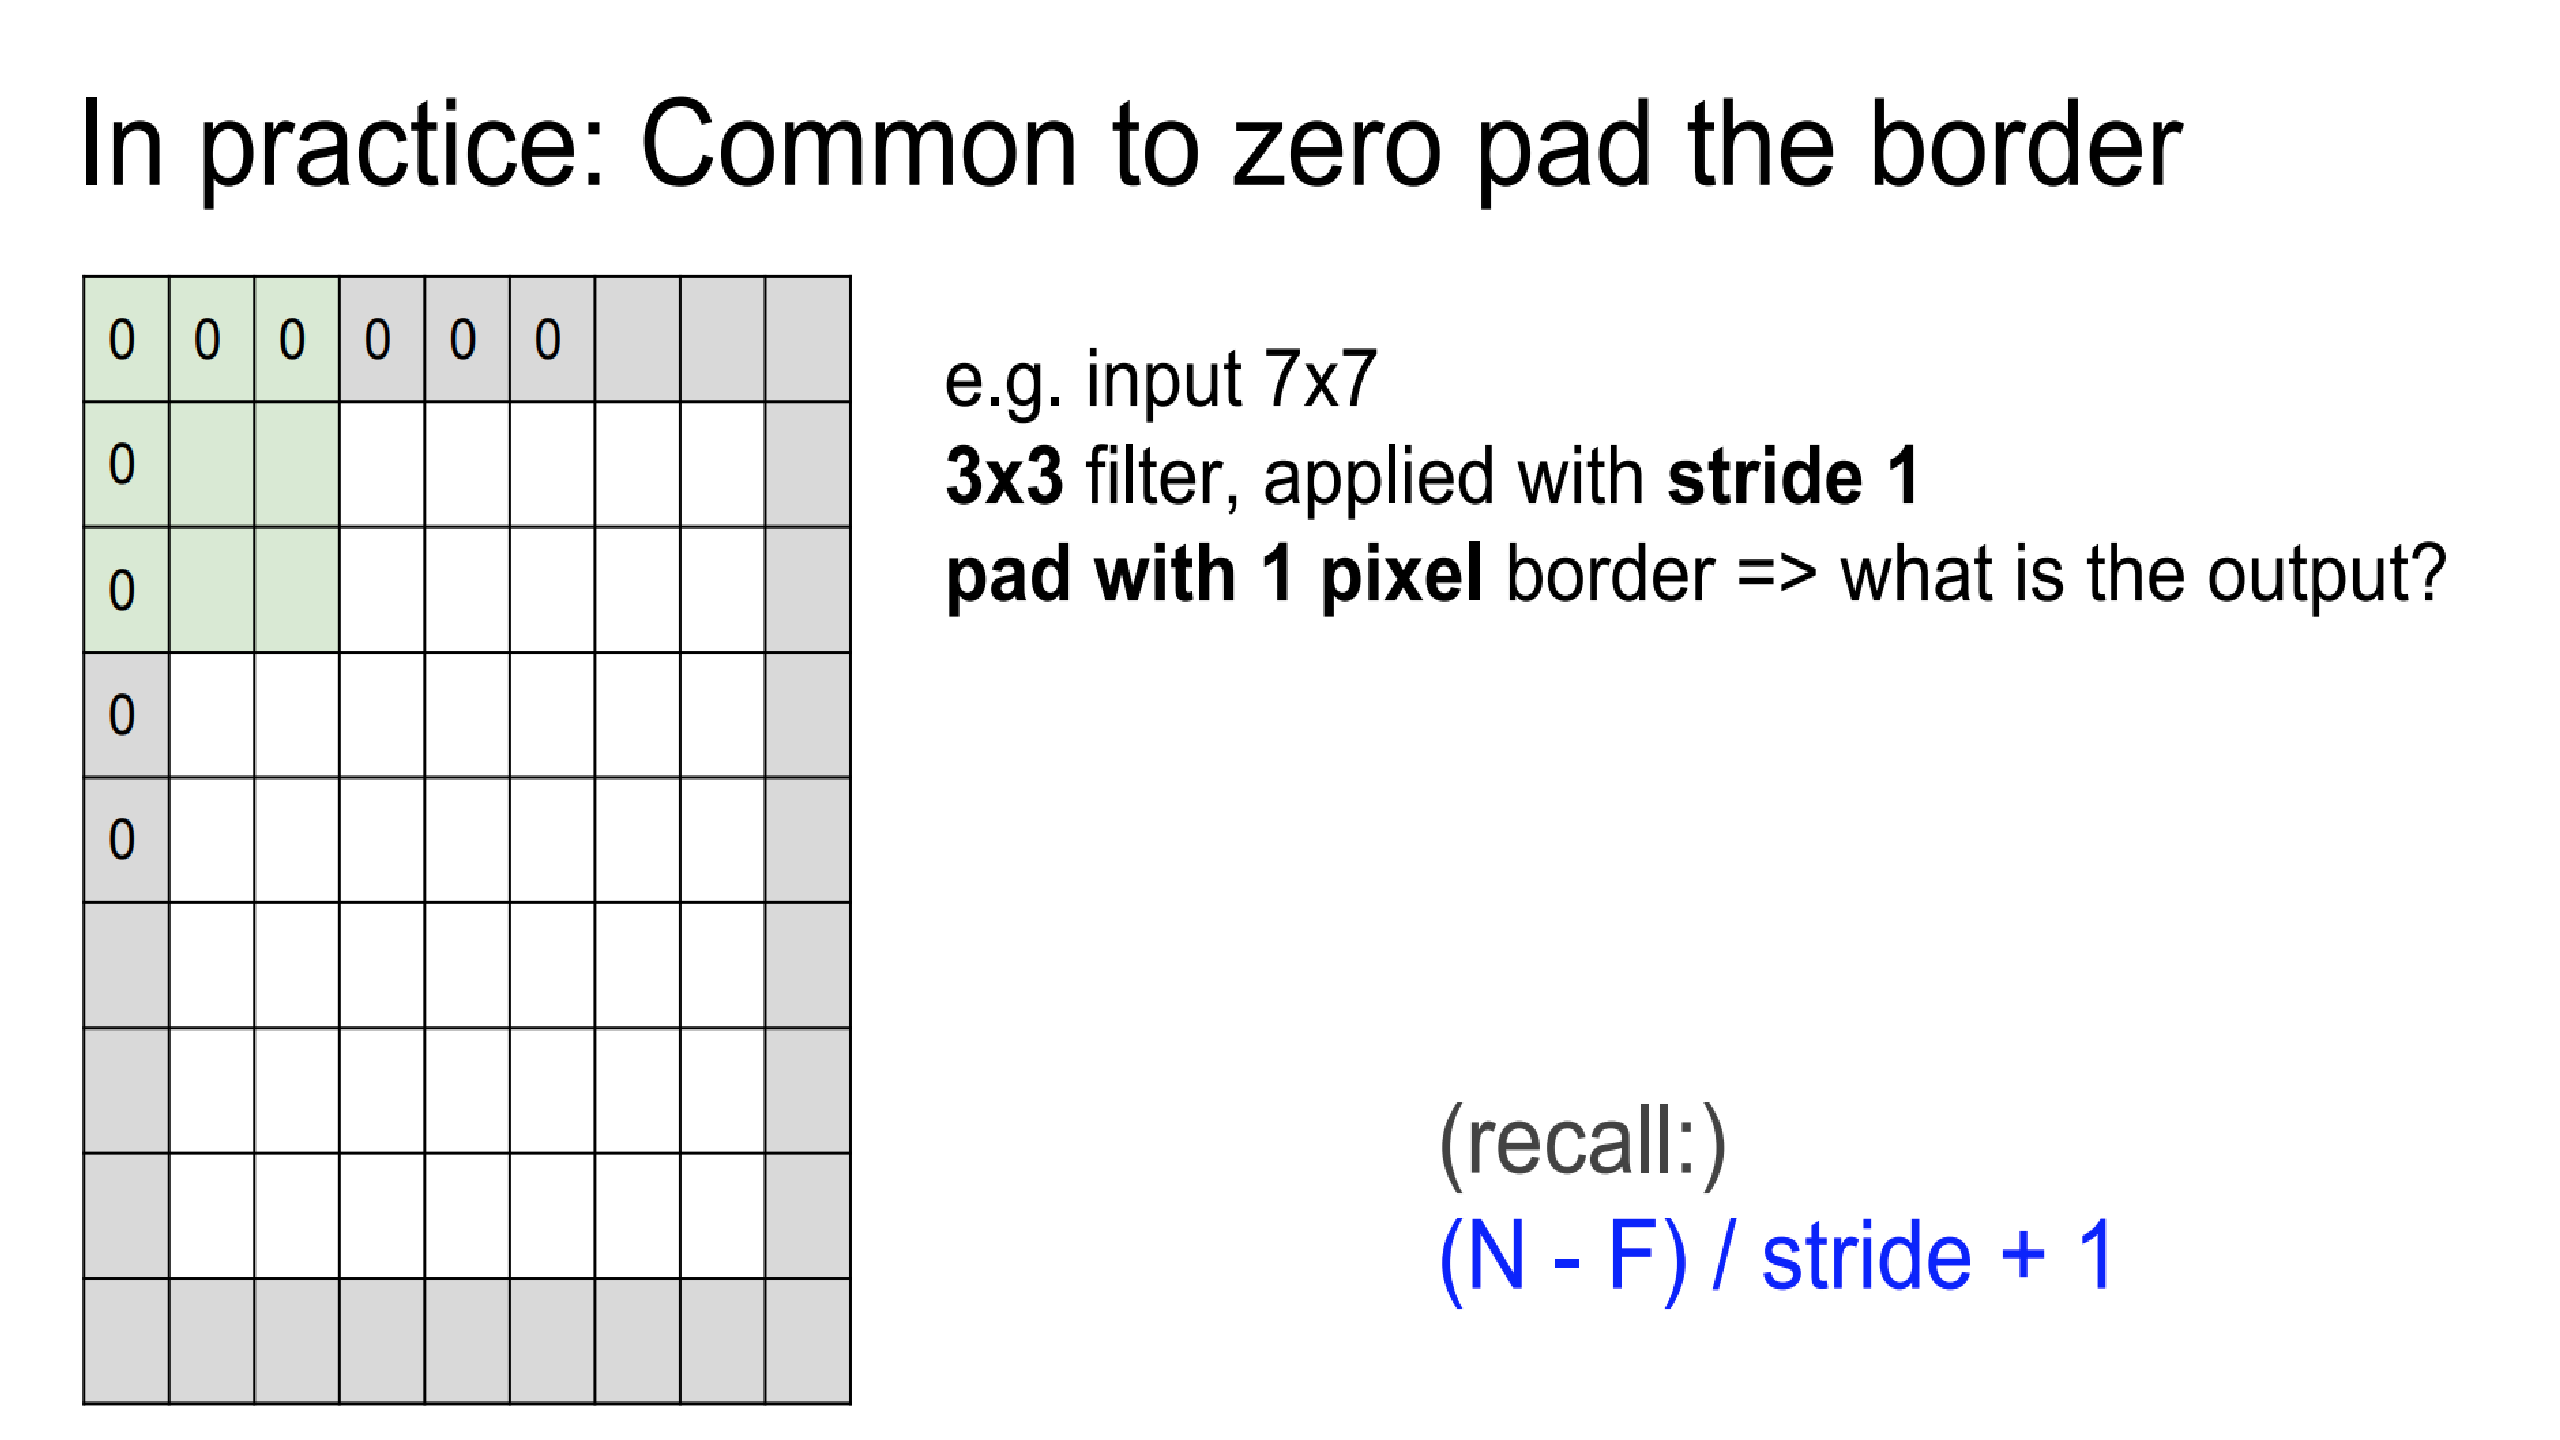 In practice: Common to zero pad the border
0 0 0 0 0 0
0
0
0
0
e.g. input 7x7
3x3 filter, applied with stride 1
pad with 1 pixel border => what is the output?
(recall:)
(N - F) / stride + 1